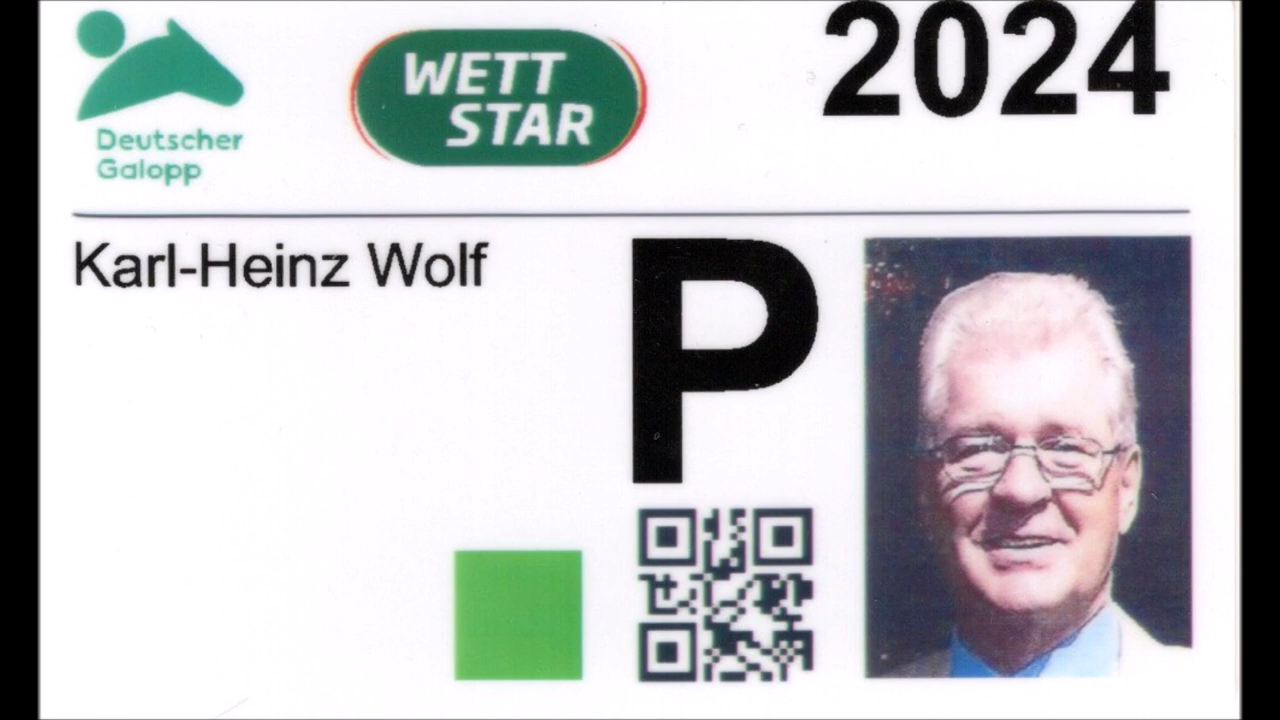 Deutscher
Galopp
WETT
STAR
2024
Karl-Heinz Wolf
P